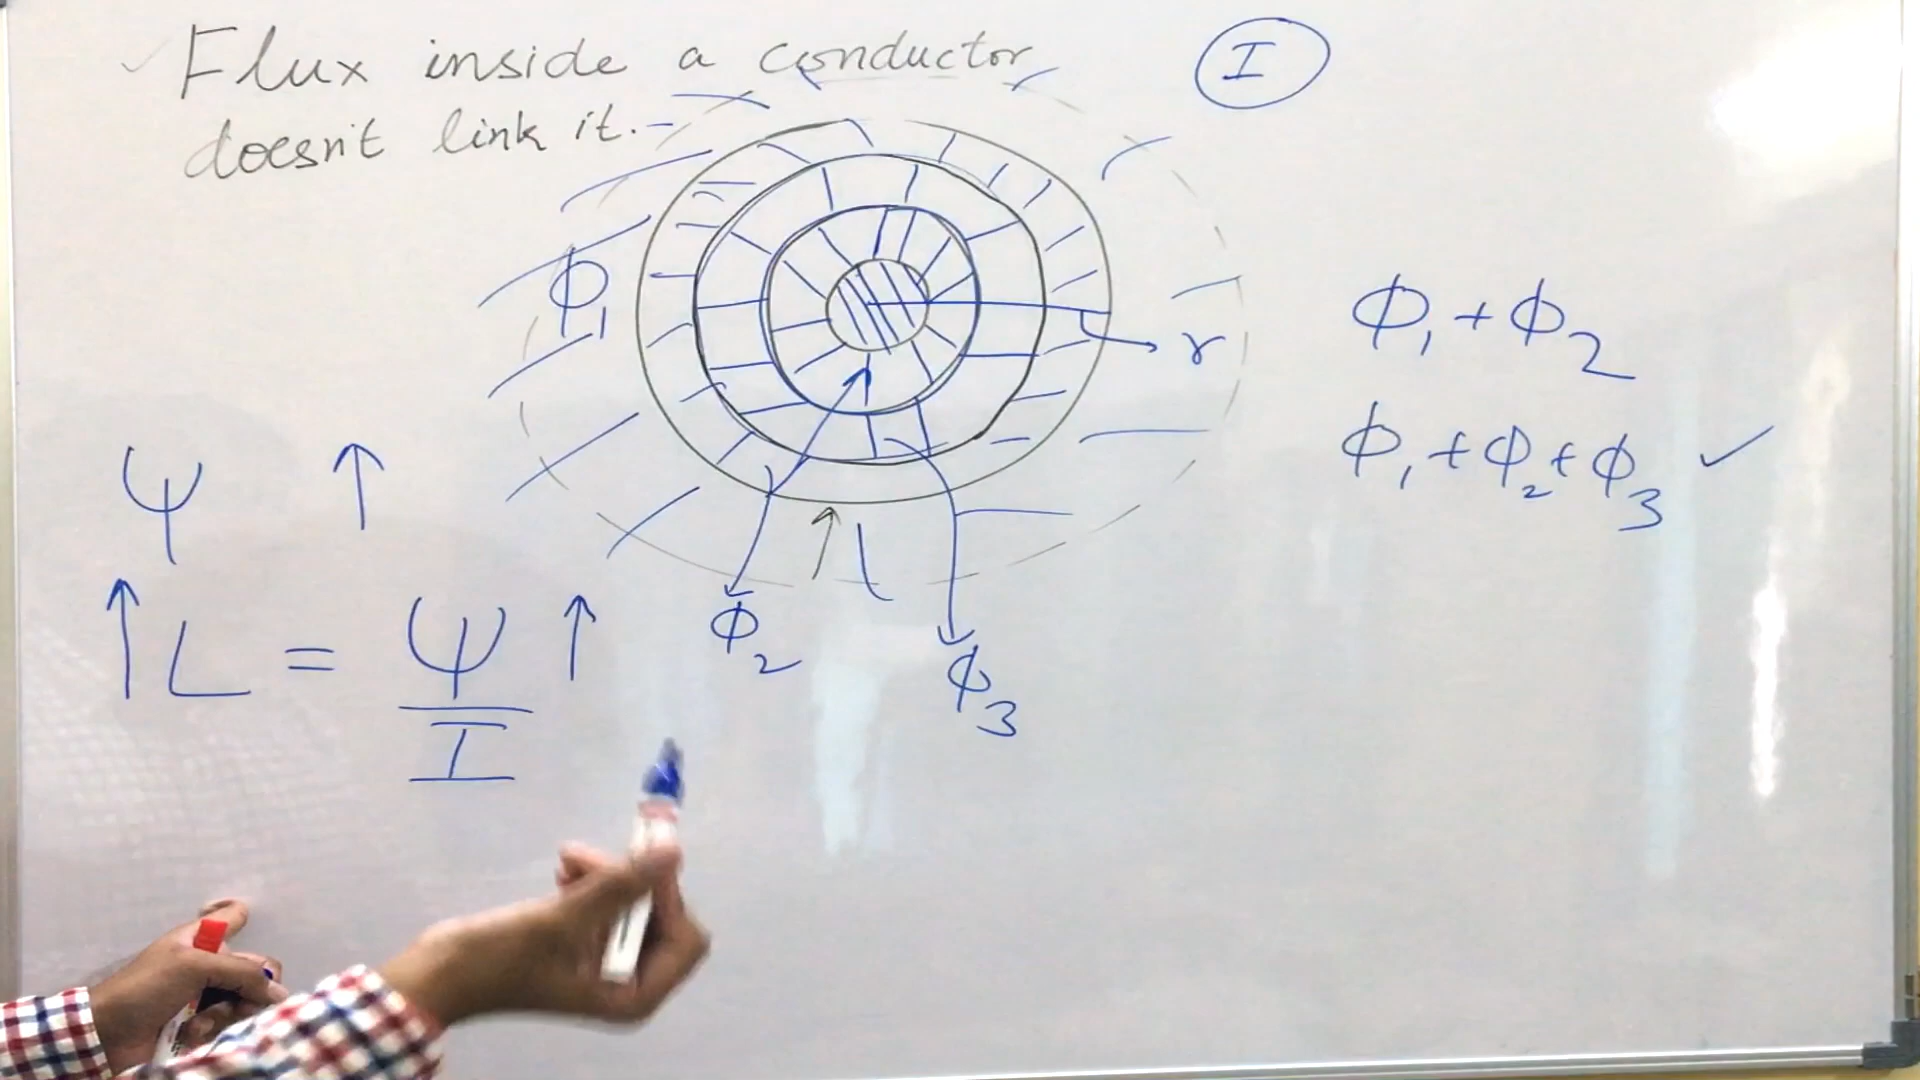 Flux inside a conductor
doesn't link it.
I
ϕ₁
r
ϕ₁ + ϕ₂
ϕ₁ + ϕ₂ + ϕ₃ ✓
ψ ↑
↑ L = ψ/I ↑
ϕ₂
ϕ₃